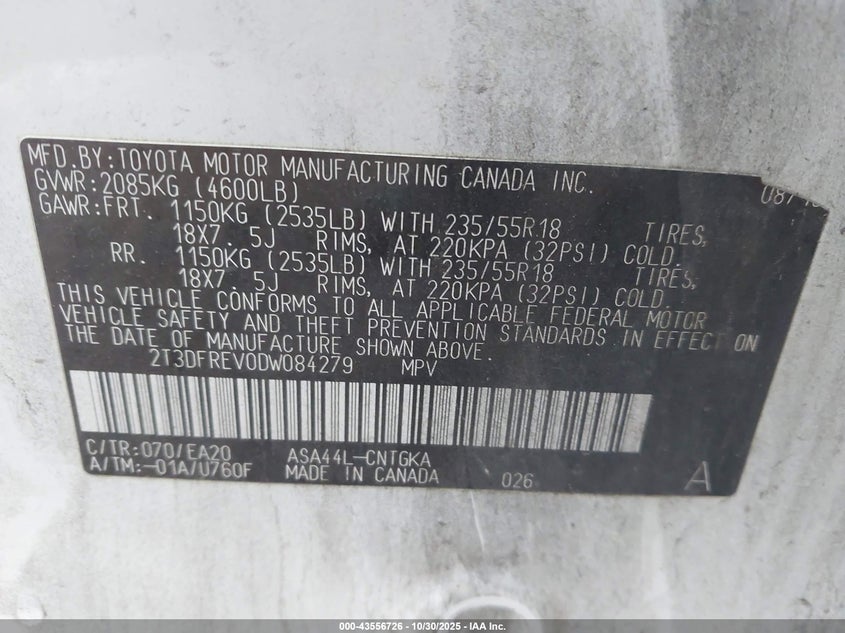 MFD.BY:TOYOTA MOTOR MANUFACTURING CANADA INC.
GVWR:2085KG (4600LB)
GAWR:FRT. 1150KG (2535LB) WITH 235/55R18 TIRES,
18X7.5J RIMS, AT 220KPA (32PSI) COLD.
RR. 1150KG (2535LB) WITH 235/55R18 TIRES,
18X7.5J RIMS, AT 220KPA (32PSI) COLD.
THIS VEHICLE CONFORMS TO ALL APPLICABLE FEDERAL MOTOR
VEHICLE SAFETY AND THEFT PREVENTION STANDARDS IN EFFECT ON
THE DATE OF MANUFACTURE SHOWN ABOVE.
2T3DFREV0DW084279 MPV
C/TR:070/EA20 ASA44L-CNTGKA
A/TM:-01A/U760F MADE IN CANADA 026 A
000-43556726 | 10/30/2025 - IAA Inc.